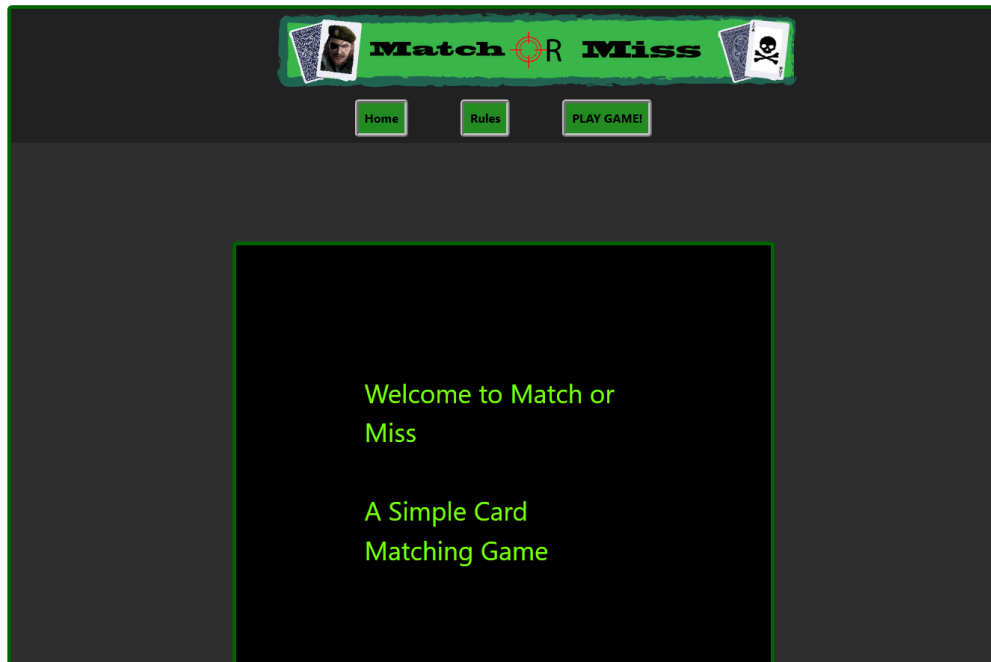 Match OR Miss
Home Rules PLAY GAME!
Welcome to Match or
Miss
A Simple Card
Matching Game